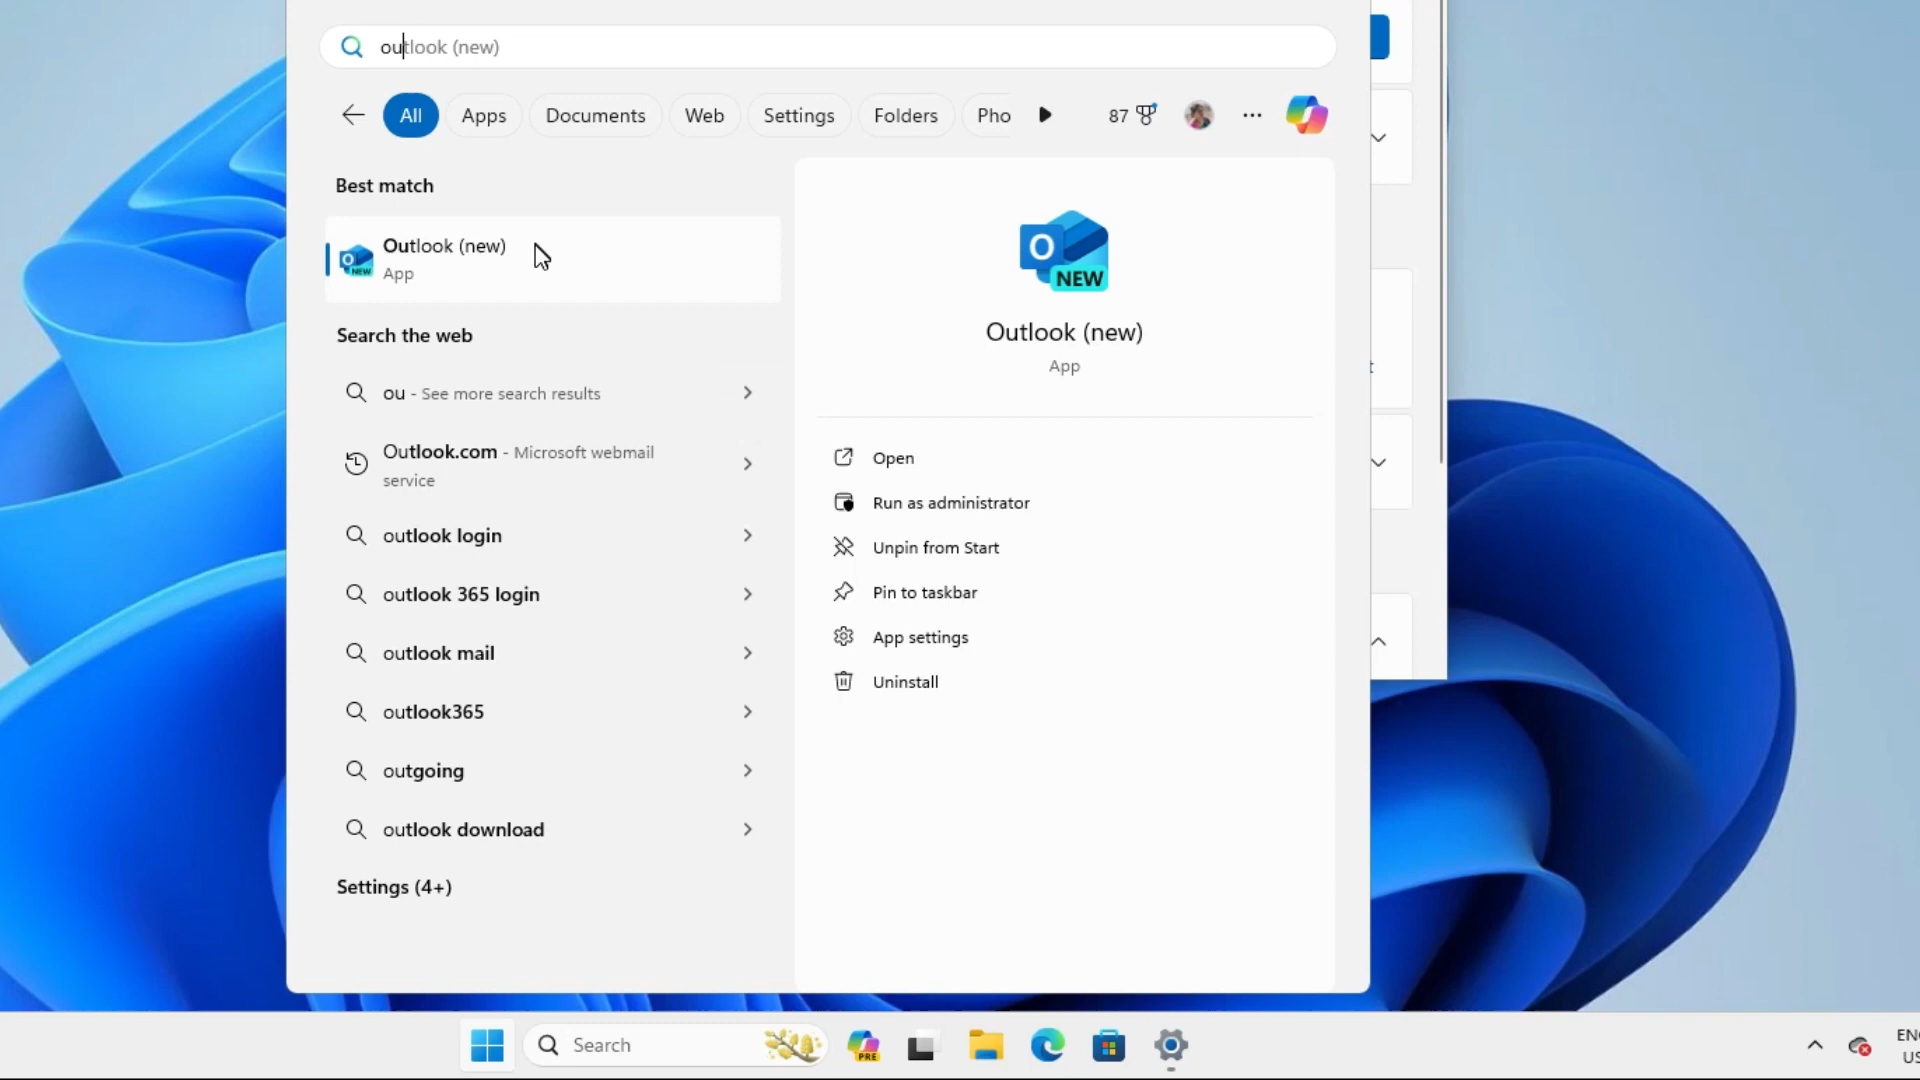 outlook (new)
All Apps Documents Web Settings Folders Pho 87
Best match
Outlook (new)
App
NEW
Search the web
ou - See more search results
Outlook.com - Microsoft webmail
service
outlook login
outlook 365 login
outlook mail
outlook365
outgoing
outlook download
Settings (4+)
O
NEW
Outlook (new)
App
Open
Run as administrator
Unpin from Start
Pin to taskbar
App settings
Uninstall
Search
PRE
ENG
US